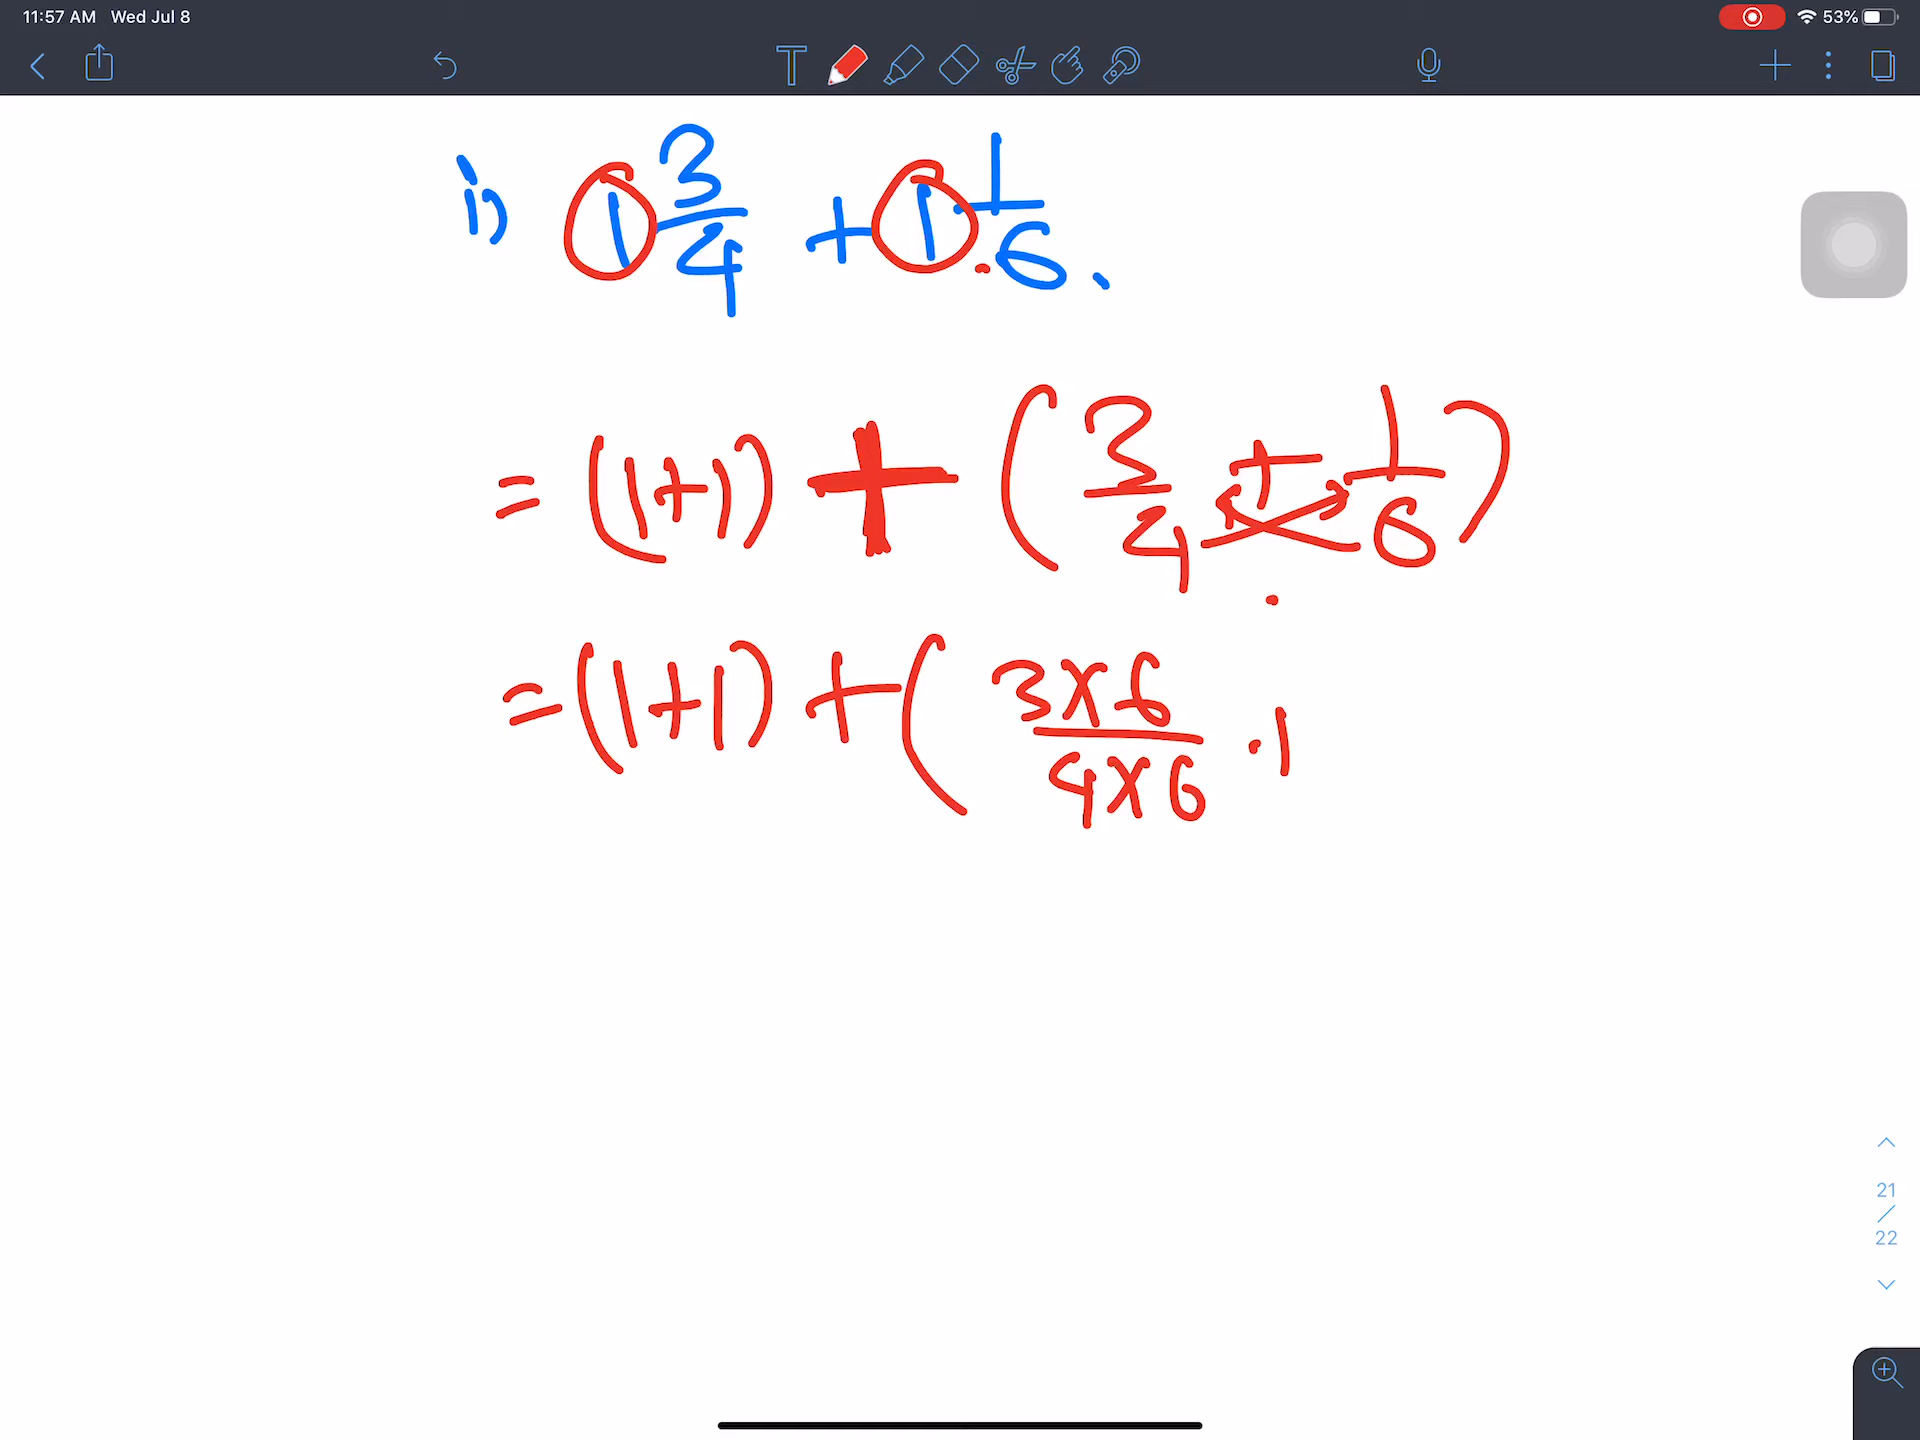 11:57 AM Wed Jul 8 53%
T
i) 1 3/4 + 1 1/6.
= (1+1) + (3/4 + 1/6)
= (1+1) + ( 3×6/4×6 . 1
21
/
22